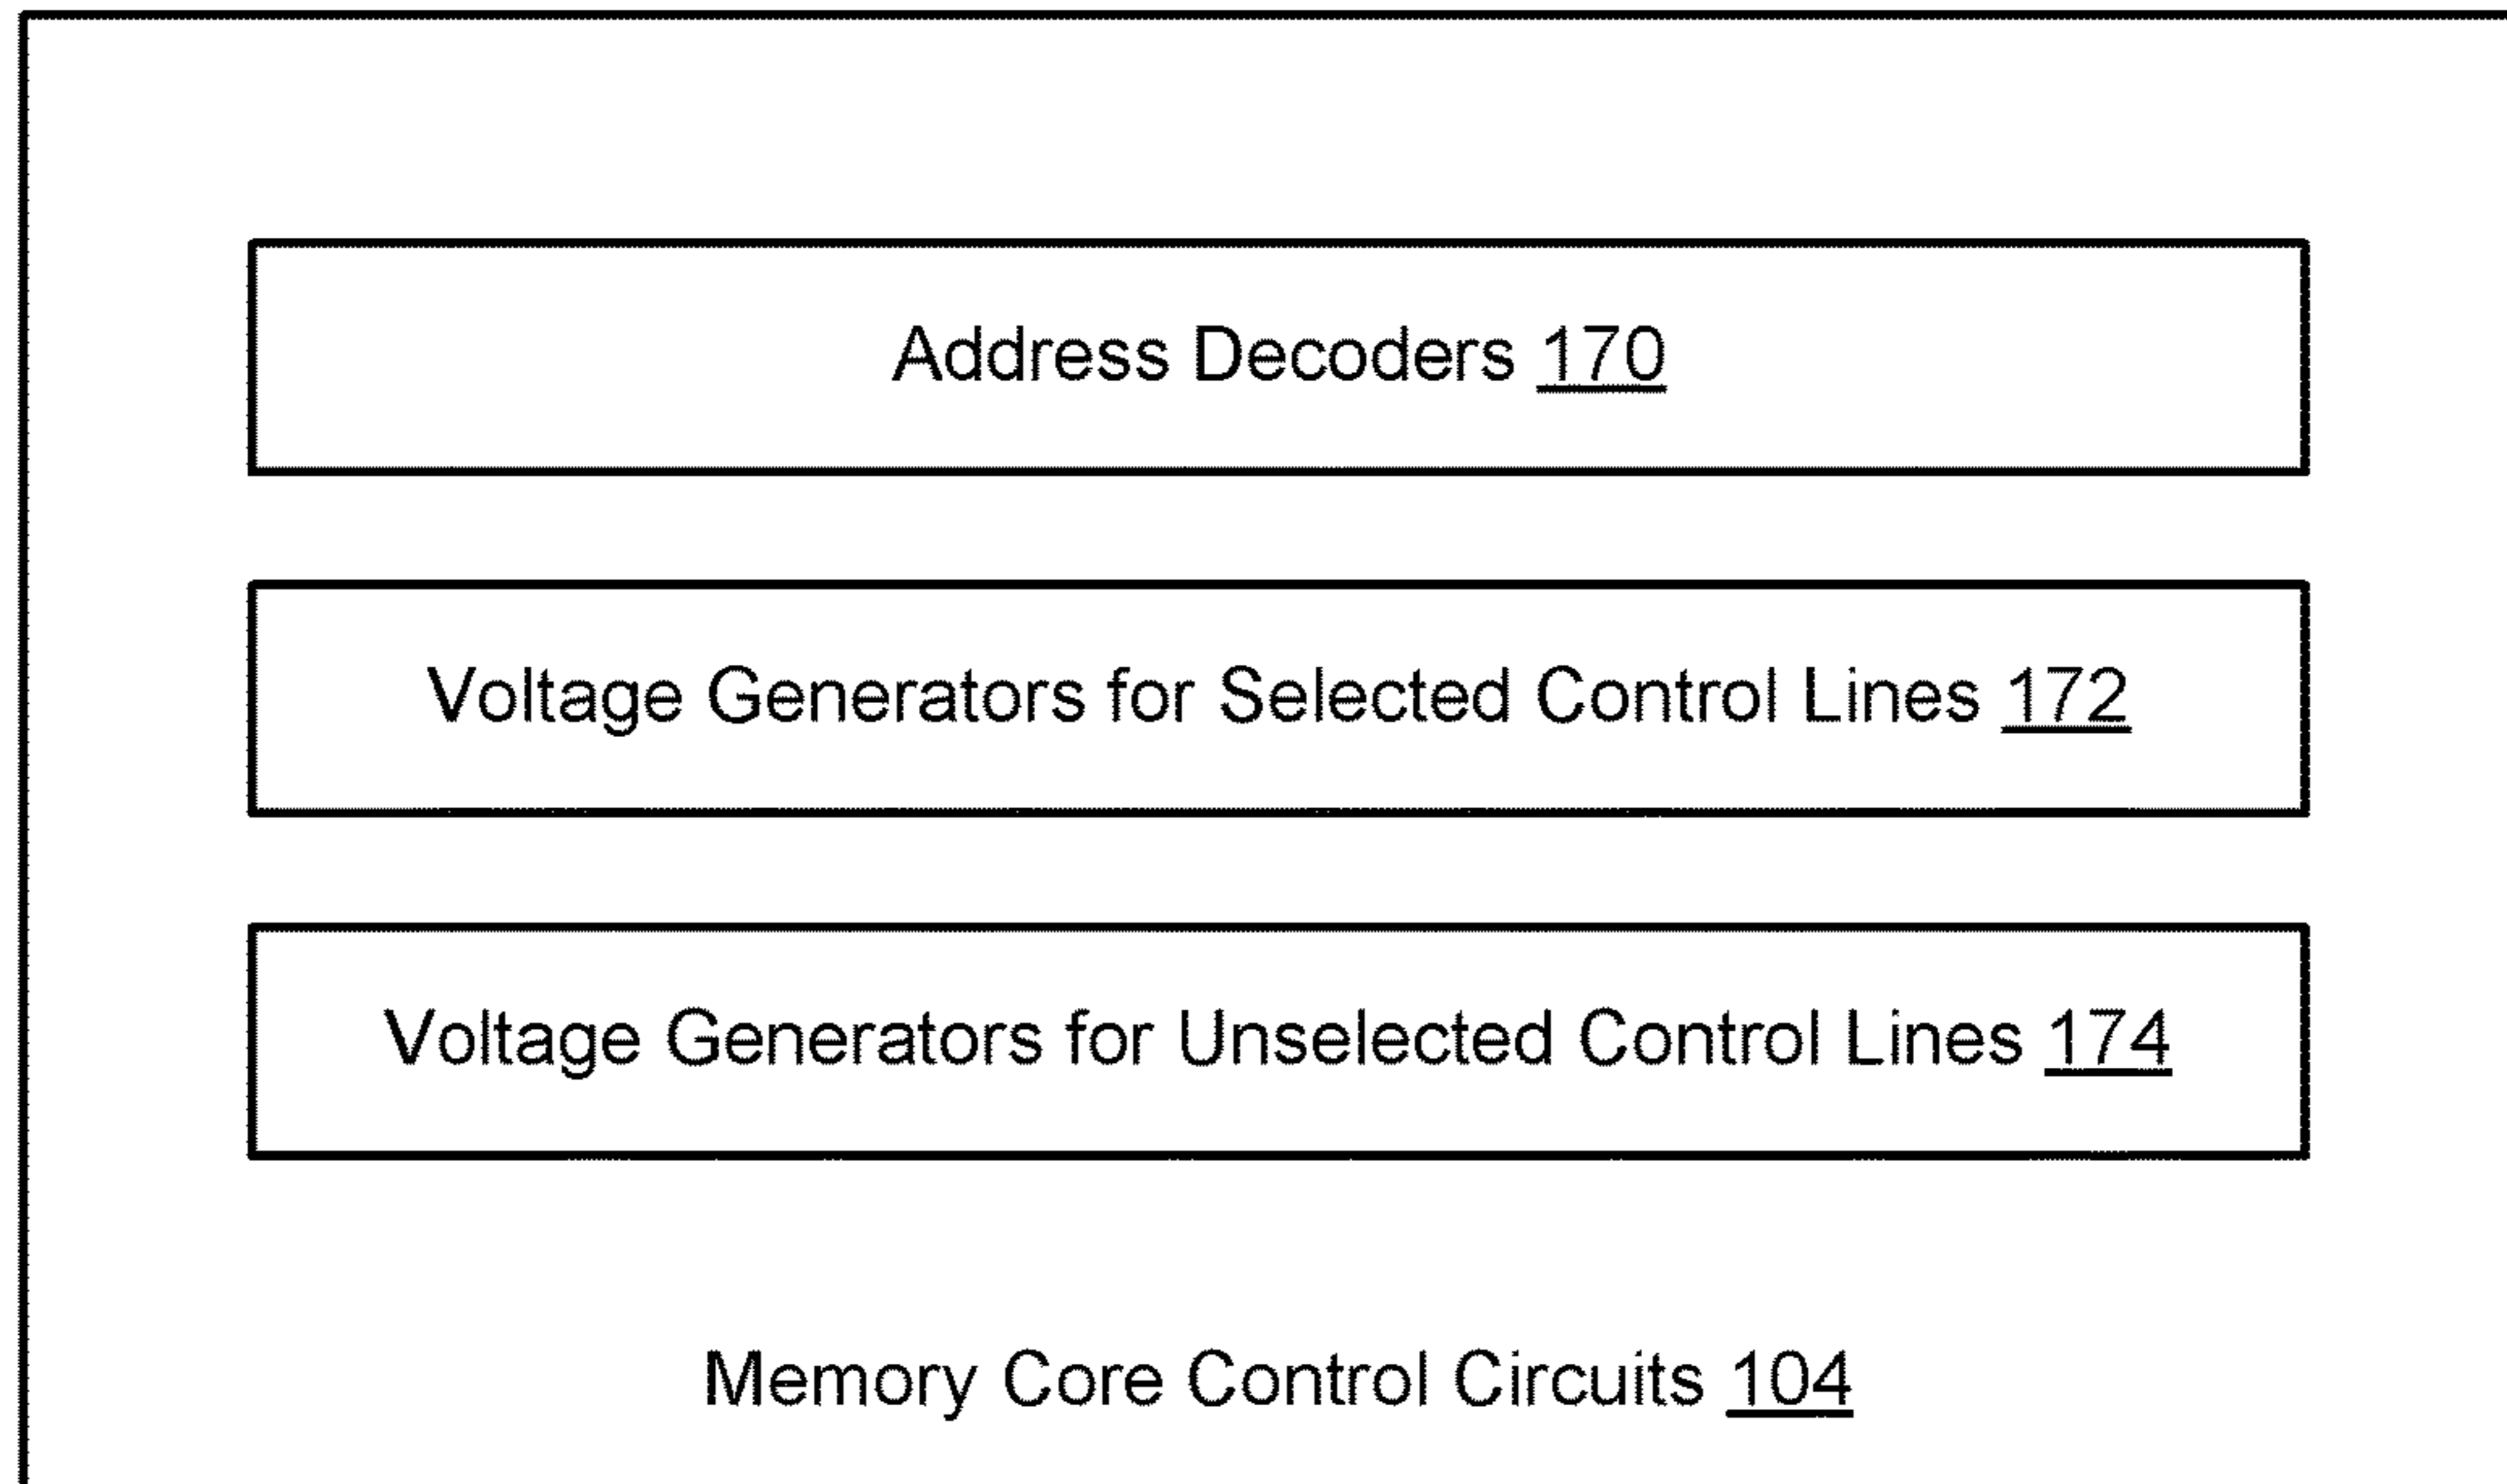 Address Decoders 170
Voltage Generators for Selected Control Lines 172
Voltage Generators for Unselected Control Lines 174
Memory Core Control Circuits 104